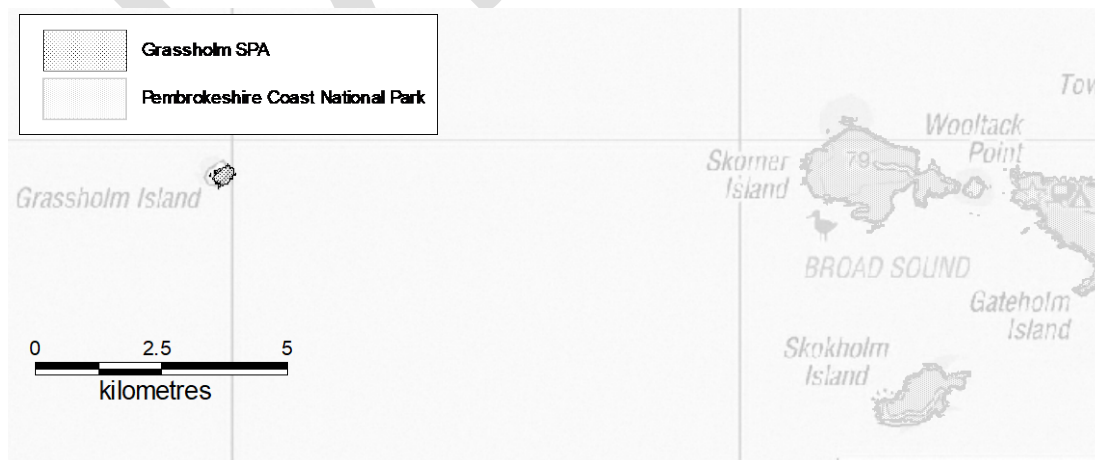 Grassholm SPA
Pembrokeshire Coast National Park
Tow
Wooltack
Point
Skomer
Island
79
Grassholm Island
BROAD SOUND
Gateholm
Island
Skokholm
Island
0 2.5 5
kilometres